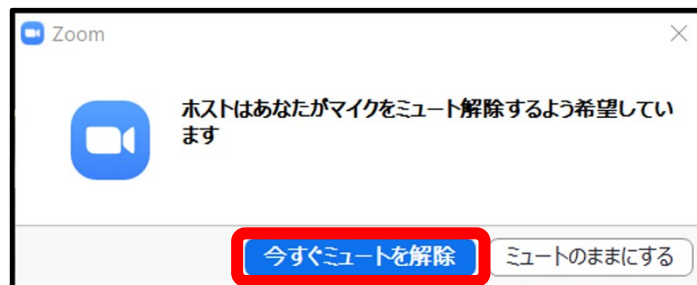 Zoom
ホストはあなたがマイクをミュート解除するよう希望してい
ます
今すぐミュートを解除
ミュートのままにする